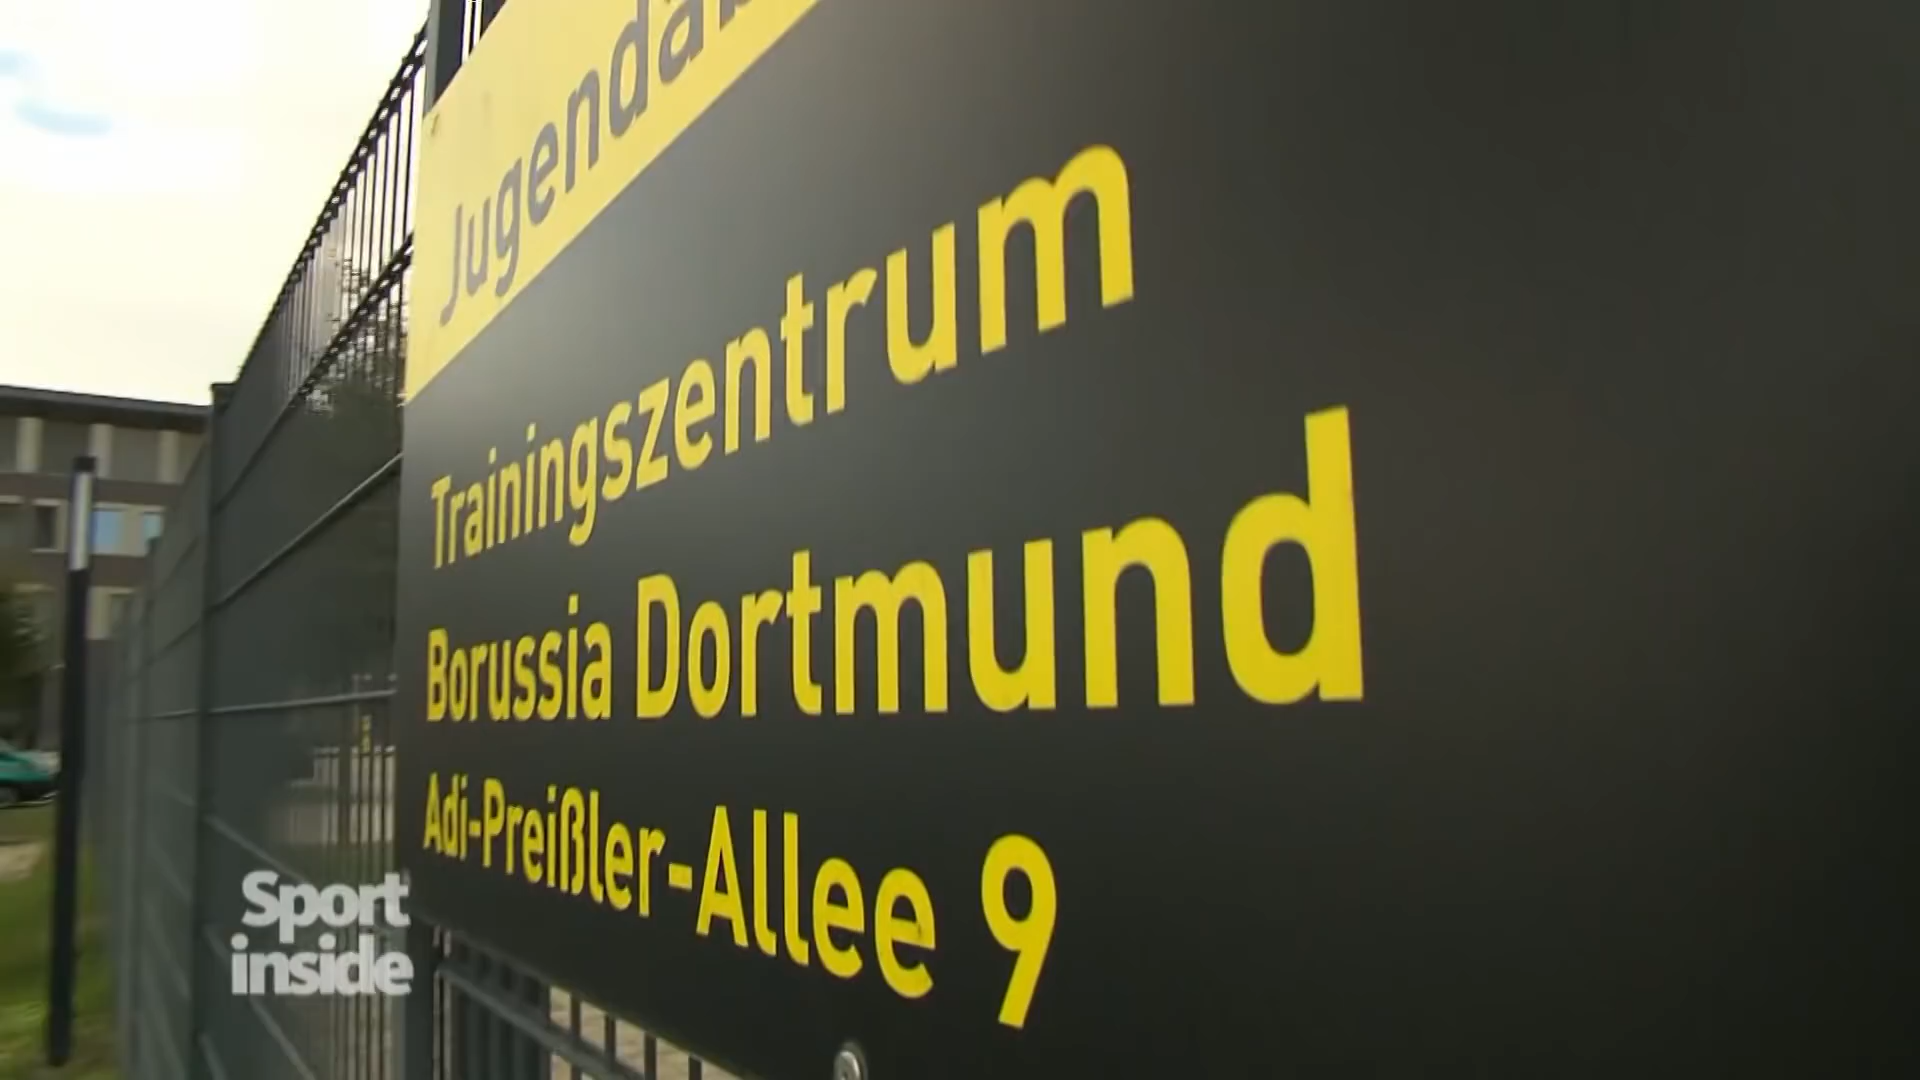 Trainingszentrum
Borussia Dortmund
Adi-Preißler-Allee 9
Sport
inside